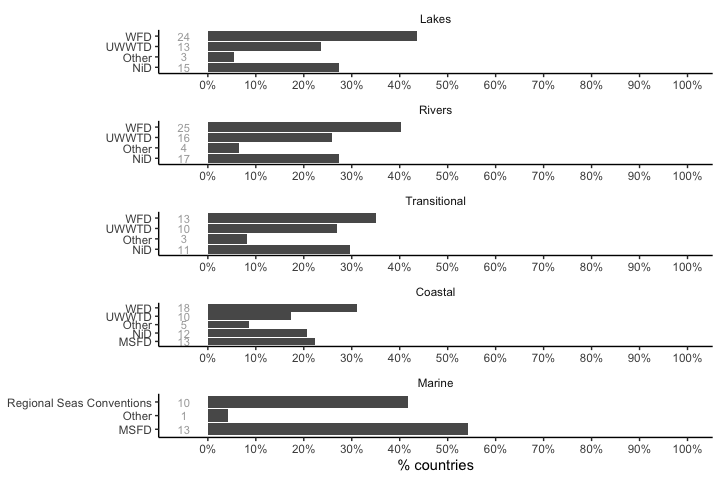 Lakes
WFD 24
UWWTD 13
Other 3
NiD 15
0% 10% 20% 30% 40% 50% 60% 70% 80% 90% 100%
Rivers
WFD 25
UWWTD 16
Other 4
NiD 17
0% 10% 20% 30% 40% 50% 60% 70% 80% 90% 100%
Transitional
WFD 13
UWWTD 10
Other 3
NiD 11
0% 10% 20% 30% 40% 50% 60% 70% 80% 90% 100%
Coastal
WFD 18
UWWTD 10
Other 5
NiD 12
MSFD 13
0% 10% 20% 30% 40% 50% 60% 70% 80% 90% 100%
Marine
Regional Seas Conventions 10
Other 1
MSFD 13
0% 10% 20% 30% 40% 50% 60% 70% 80% 90% 100%
% countries